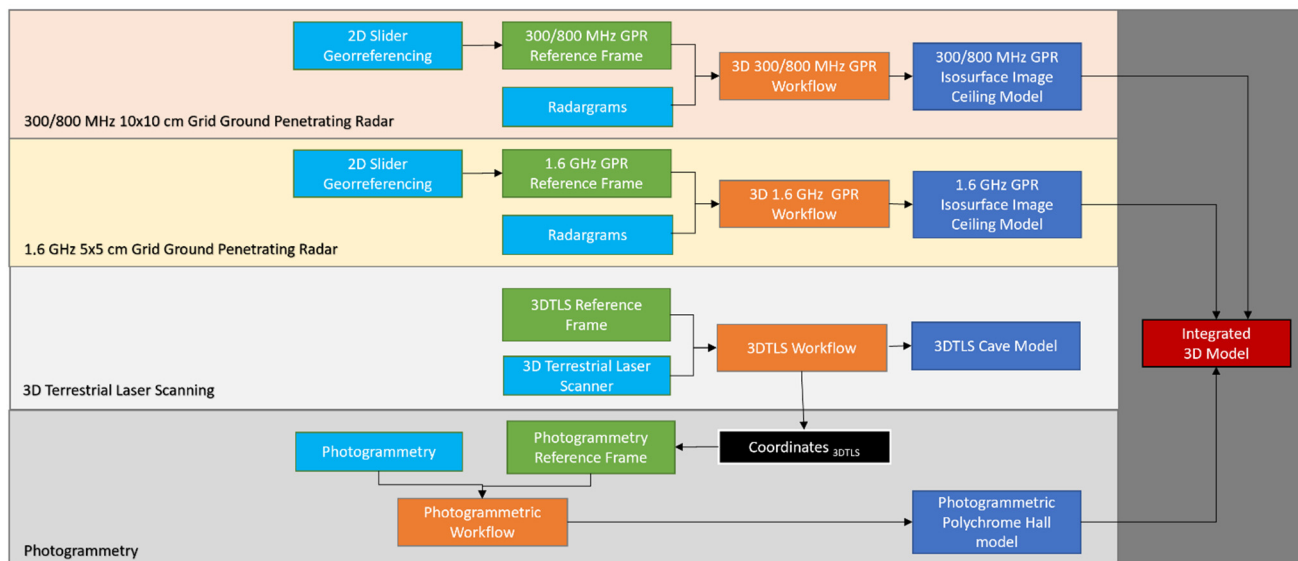 2D Slider
Georreferencing
300/800 MHz GPR
Reference Frame
Radargrams
3D 300/800 MHz GPR
Workflow
300/800 MHz GPR
Isosurface Image
Ceiling Model
300/800 MHz 10x10 cm Grid Ground Penetrating Radar
2D Slider
Georreferencing
1.6 GHz GPR
Reference Frame
Radargrams
3D 1.6 GHz GPR
Workflow
1.6 GHz GPR
Isosurface Image
Ceiling Model
1.6 GHz 5x5 cm Grid Ground Penetrating Radar
3DTLS Reference
Frame
3D Terrestrial Laser
Scanner
3DTLS Workflow
3DTLS Cave Model
Integrated
3D Model
3D Terrestrial Laser Scanning
Photogrammetry
Photogrammetry
Reference Frame
Coordinates 3DTLS
Photogrammetric
Workflow
Photogrammetric
Polychrome Hall
model
Photogrammetry